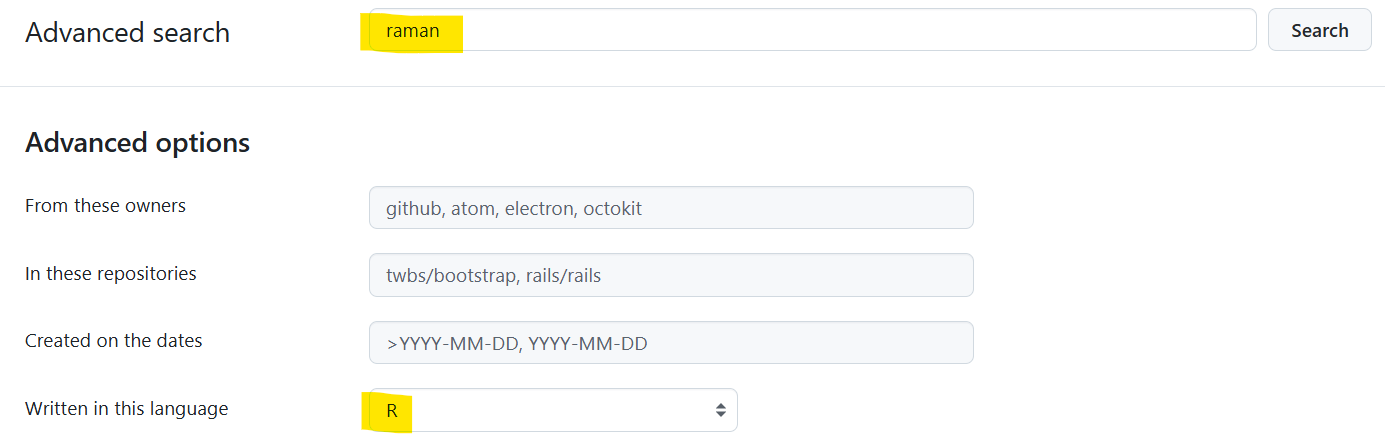 Advanced search raman Search
Advanced options
From these owners github, atom, electron, octokit
In these repositories twbs/bootstrap, rails/rails
Created on the dates >YYYY-MM-DD, YYYY-MM-DD
Written in this language R